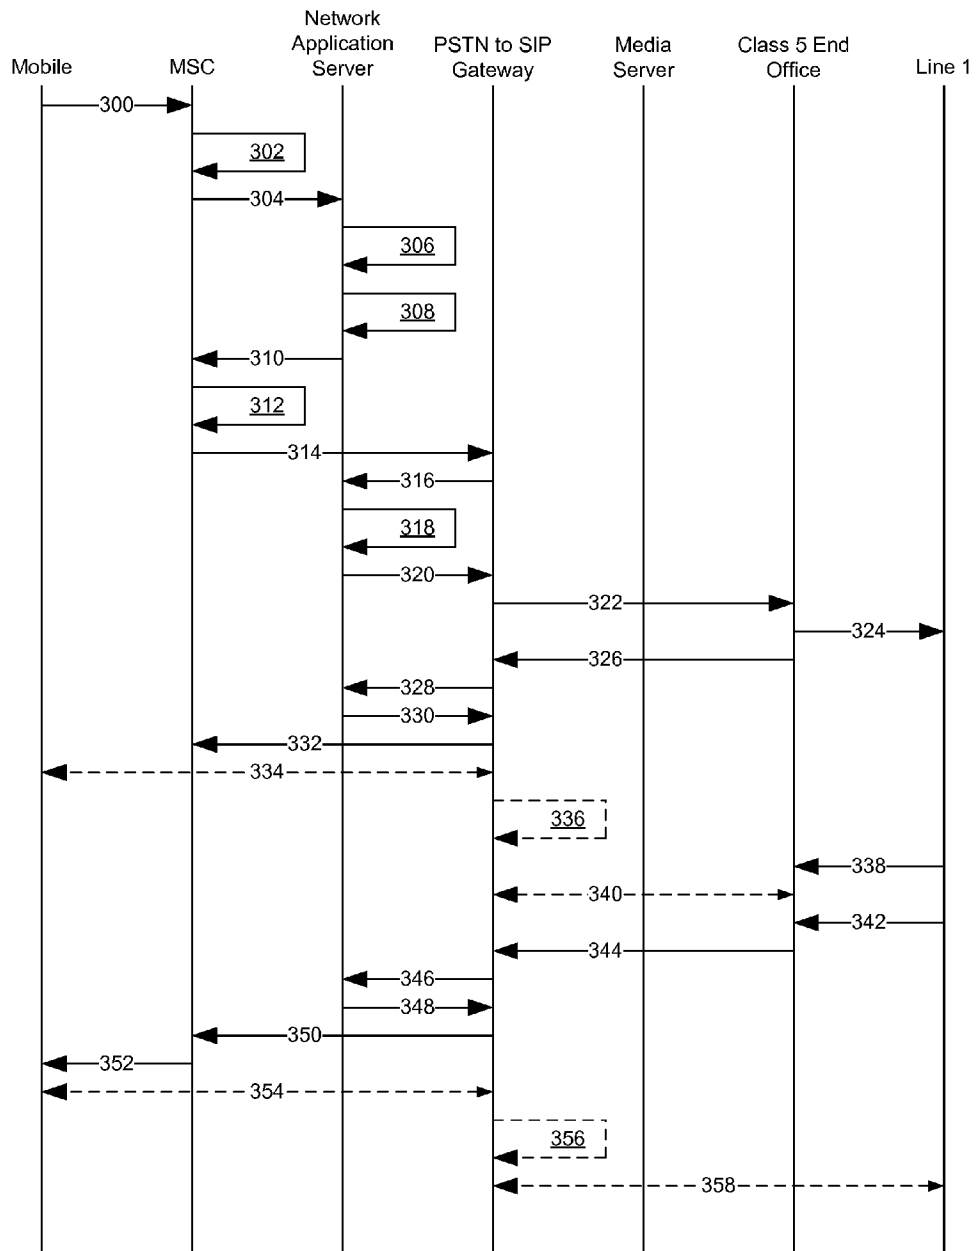 Mobile
MSC
Network
Application
Server
PSTN to SIP
Gateway
Media
Server
Class 5 End
Office
Line 1
300
302
304
306
308
310
312
314
316
318
320
322
324
326
328
330
332
334
336
338
340
342
344
346
348
350
352
354
356
358